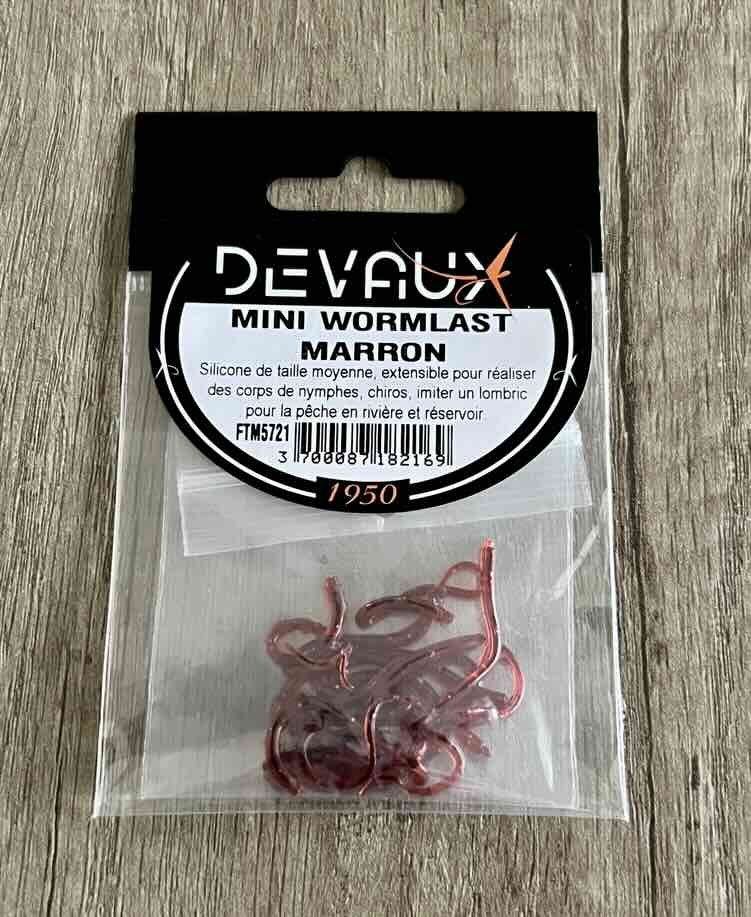 DEVAUX
MINI WORMLAST
MARRON
Silicone de taille moyenne, extensible pour réaliser
des corps de nymphes, chiros, imiter un lombric
pour la pêche en rivière et réservoir.
FTM5721
3 700087 182169
1950